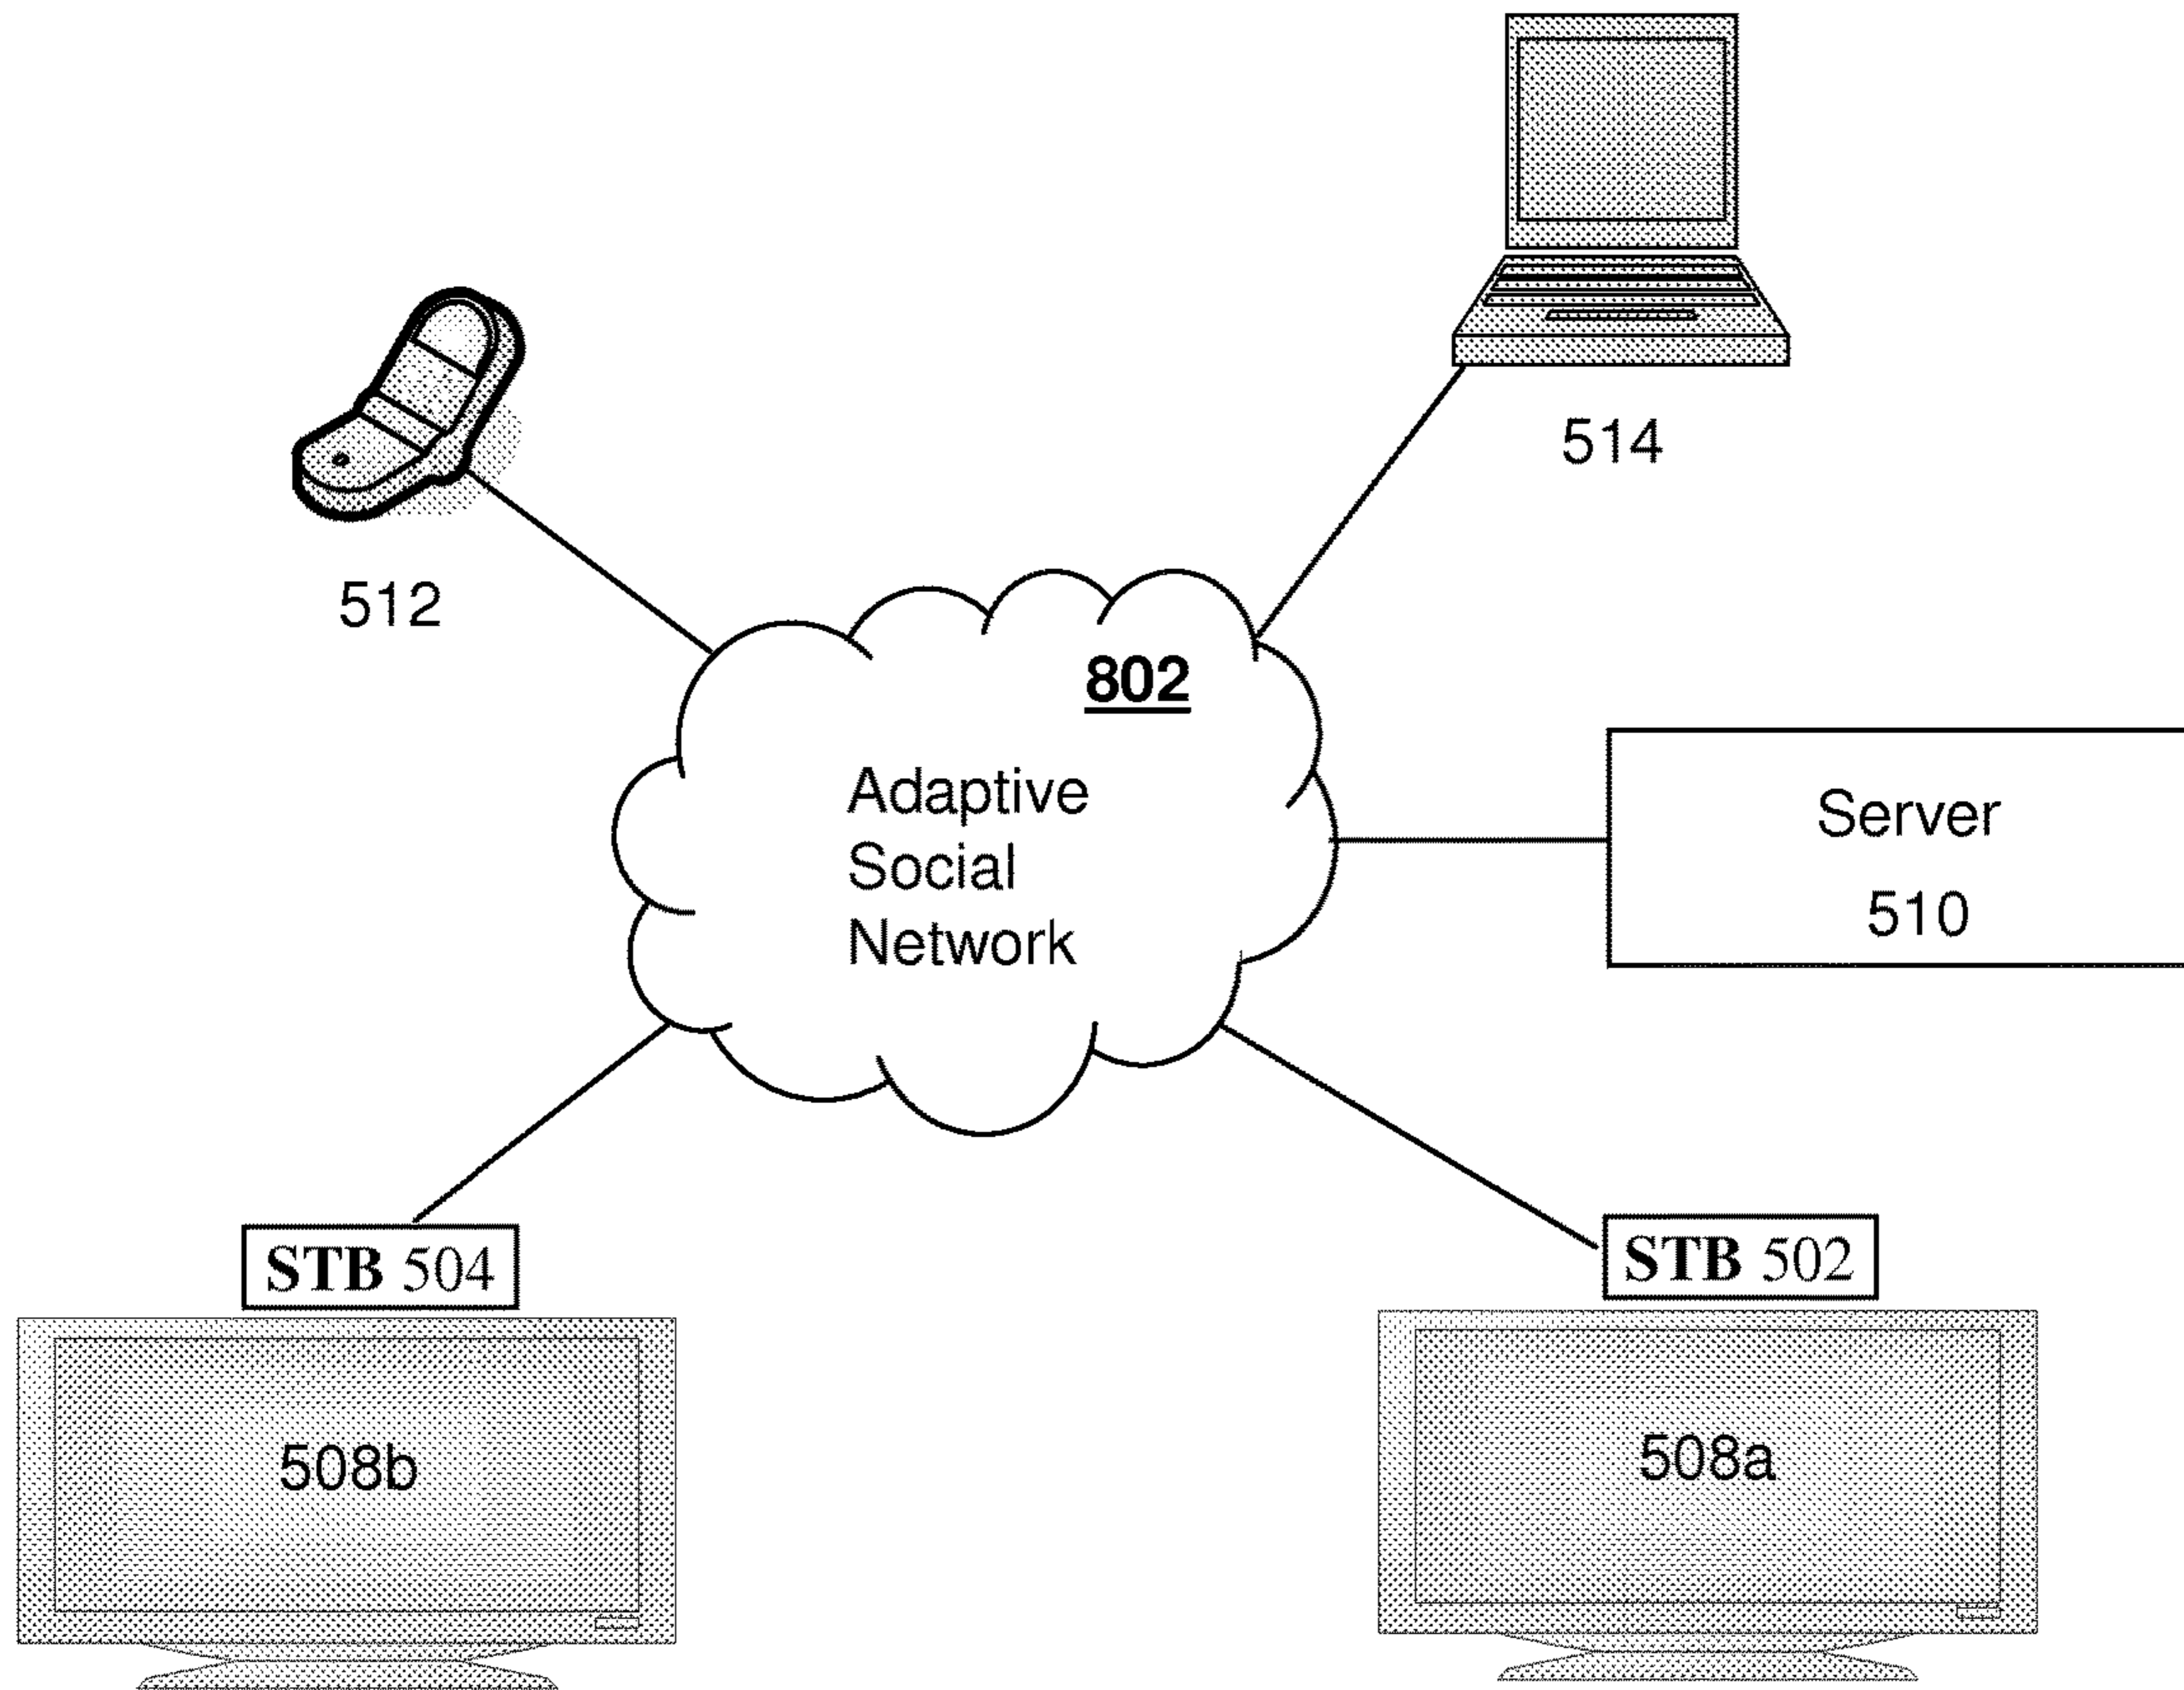 514
512
802
Adaptive
Social
Network
Server
510
STB 504
STB 502
508b
508a